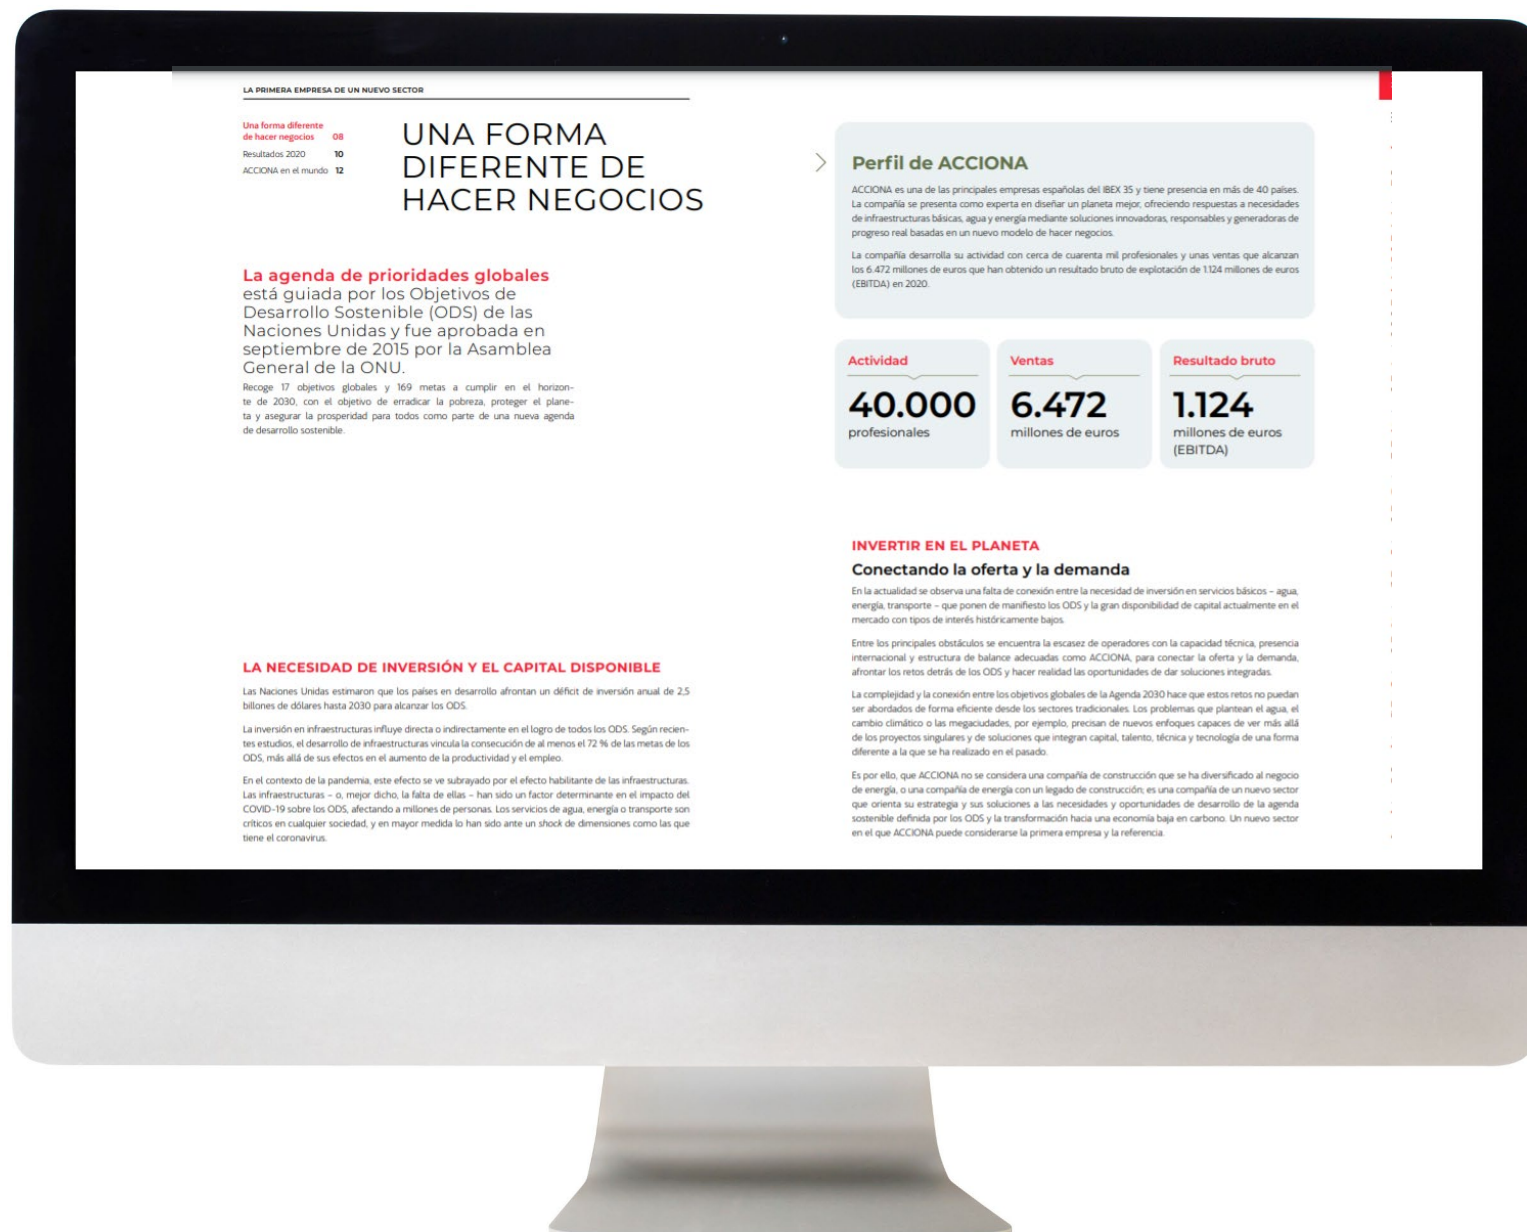 LA PRIMERA EMPRESA DE UN NUEVO SECTOR
Una forma diferente
de hacer negocios 08
Resultados 2020 10
ACCIONA en el mundo 12
UNA FORMA
DIFERENTE DE
HACER NEGOCIOS
La agenda de prioridades globales
está guiada por los Objetivos de
Desarrollo Sostenible (ODS) de las
Naciones Unidas y fue aprobada en
septiembre de 2015 por la Asamblea
General de la ONU.
Recoge 17 objetivos globales y 169 metas a cumplir en el horizon-
te de 2030, con el objetivo de erradicar la pobreza, proteger el plane-
ta y asegurar la prosperidad para todos como parte de una nueva agenda
de desarrollo sostenible.
LA NECESIDAD DE INVERSIÓN Y EL CAPITAL DISPONIBLE
Las Naciones Unidas estimaron que los países en desarrollo afrontan un déficit de inversión anual de 2,5
billones de dólares hasta 2030 para alcanzar los ODS.
La inversión en infraestructuras influye directa o indirectamente en el logro de todos los ODS. Según recien-
tes estudios, el desarrollo de infraestructuras vincula la consecución de al menos el 72 % de las metas de los
ODS, más allá de sus efectos en el aumento de la productividad y el empleo.
En el contexto de la pandemia, este efecto se ve subrayado por el efecto habilitante de las infraestructuras.
Las infraestructuras – o, mejor dicho, la falta de ellas – han sido un factor determinante en el impacto del
COVID-19 sobre los ODS, afectando a millones de personas. Los servicios de agua, energía o transporte son
críticos en cualquier sociedad, y en mayor medida lo han sido ante un shock de dimensiones como las que
tiene el coronavirus.
Perfil de ACCIONA
ACCIONA es una de las principales empresas españolas del IBEX 35 y tiene presencia en más de 40 países.
La compañía se presenta como experta en diseñar un planeta mejor, ofreciendo respuestas a necesidades
de infraestructuras básicas, agua y energía mediante soluciones innovadoras, responsables y generadoras de
progreso real basadas en un nuevo modelo de hacer negocios.
La compañía desarrolla su actividad con cerca de cuarenta mil profesionales y unas ventas que alcanzan
los 6.472 millones de euros que han obtenido un resultado bruto de explotación de 1.124 millones de euros
(EBITDA) en 2020.
Actividad
40.000
profesionales
Ventas
6.472
millones de euros
Resultado bruto
1.124
millones de euros
(EBITDA)
INVERTIR EN EL PLANETA
Conectando la oferta y la demanda
En la actualidad se observa una falta de conexión entre la necesidad de inversión en servicios básicos – agua,
energía, transporte – que ponen de manifiesto los ODS y la gran disponibilidad de capital actualmente en el
mercado con tipos de interés históricamente bajos.
Entre los principales obstáculos se encuentra la escasez de operadores con la capacidad técnica, presencia
internacional y estructura de balance adecuadas como ACCIONA, para conectar la oferta y la demanda,
afrontar los retos detrás de los ODS y hacer realidad las oportunidades de dar soluciones integradas.
La complejidad y la conexión entre los objetivos globales de la Agenda 2030 hace que estos retos no puedan
ser abordados de forma eficiente desde los sectores tradicionales. Los problemas que plantean el agua, el
cambio climático o las megaciudades, por ejemplo, precisan de nuevos enfoques capaces de ver más allá
de los proyectos singulares y de soluciones que integran capital, talento, técnica y tecnología de una forma
diferente a la que se ha realizado en el pasado.
Es por ello, que ACCIONA no se considera una compañía de construcción que se ha diversificado al negocio
de energía, o una compañía de energía con un legado de construcción; es una compañía de un nuevo sector
que orienta su estrategia y sus soluciones a las necesidades y oportunidades de desarrollo de la agenda
sostenible definida por los ODS y la transformación hacia una economía baja en carbono. Un nuevo sector
en el que ACCIONA puede considerarse la primera empresa y la referencia.